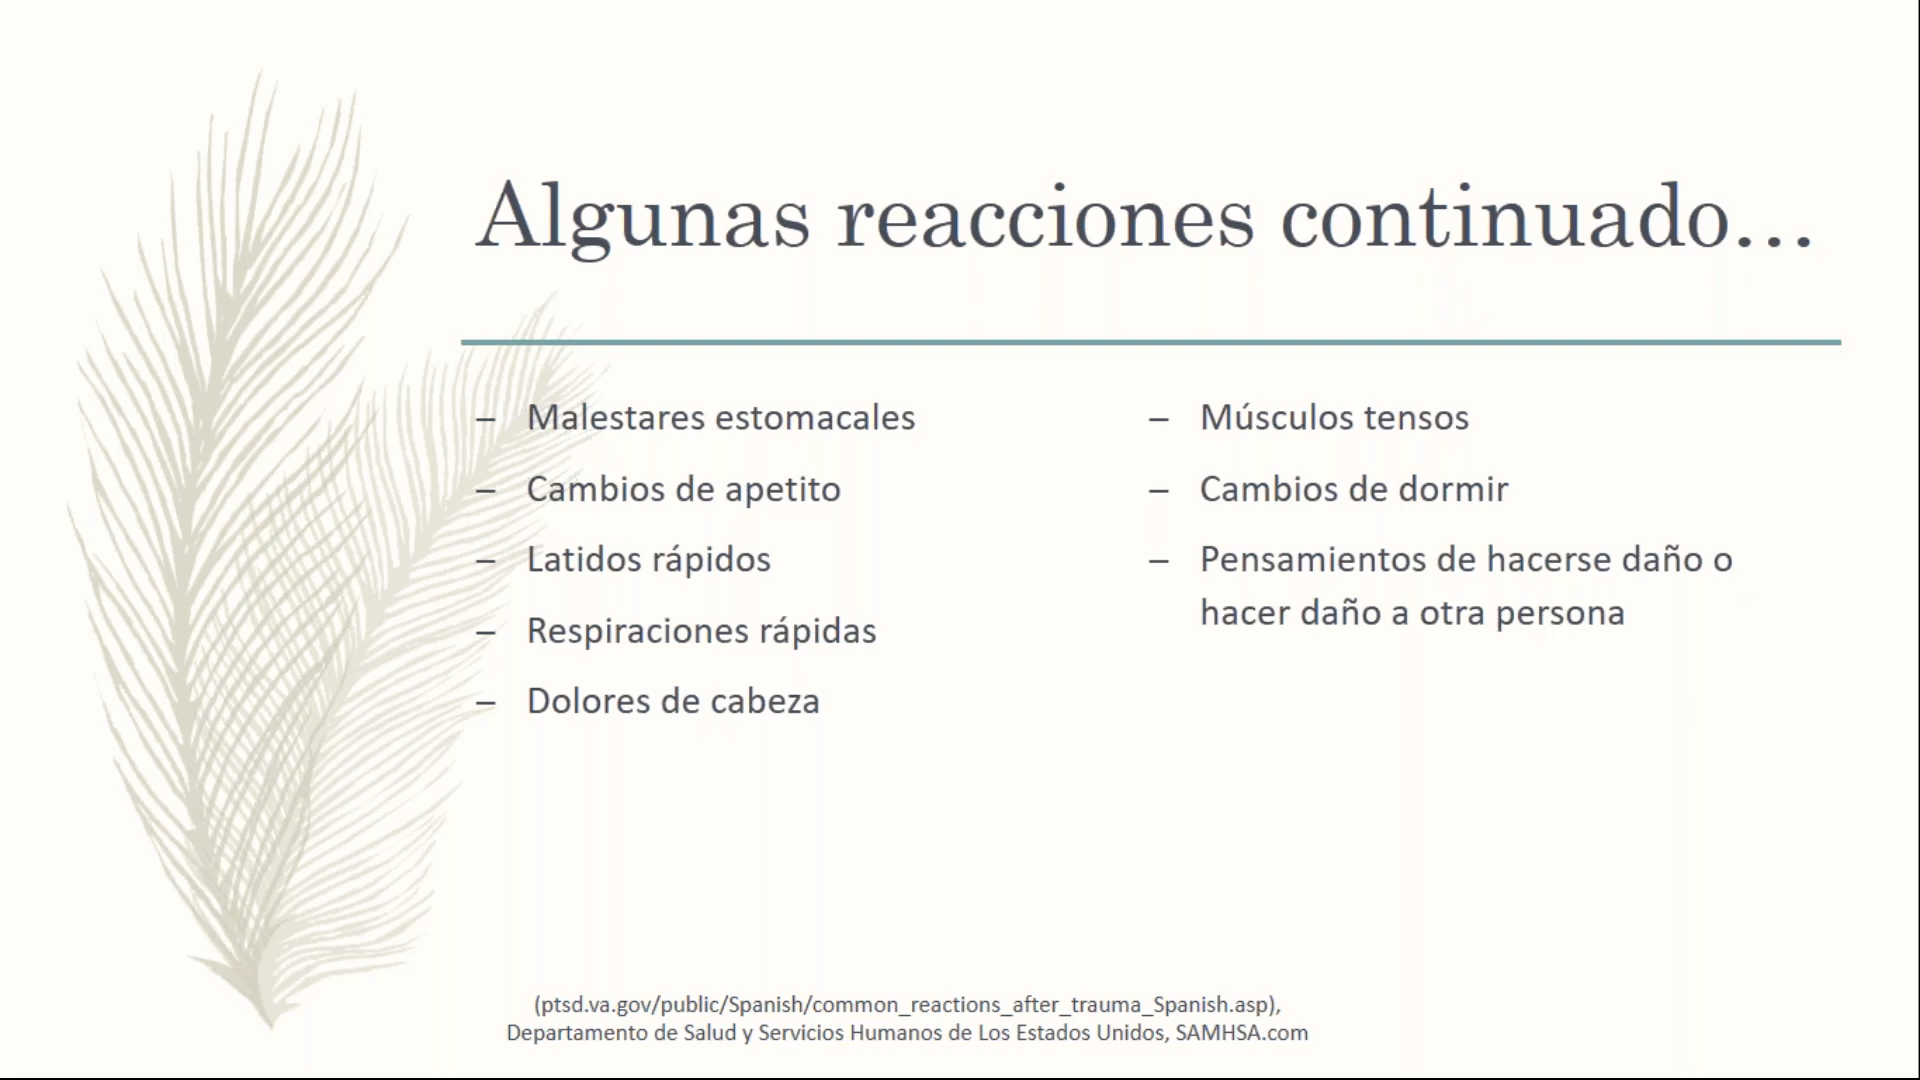 Algunas reacciones continuado...
– Malestares estomacales
– Cambios de apetito
– Latidos rápidos
– Respiraciones rápidas
– Dolores de cabeza
– Músculos tensos
– Cambios de dormir
– Pensamientos de hacerse daño o
hacer daño a otra persona
(ptsd.va.gov/public/Spanish/common_reactions_after_trauma_Spanish.asp),
Departamento de Salud y Servicios Humanos de Los Estados Unidos, SAMHSA.com